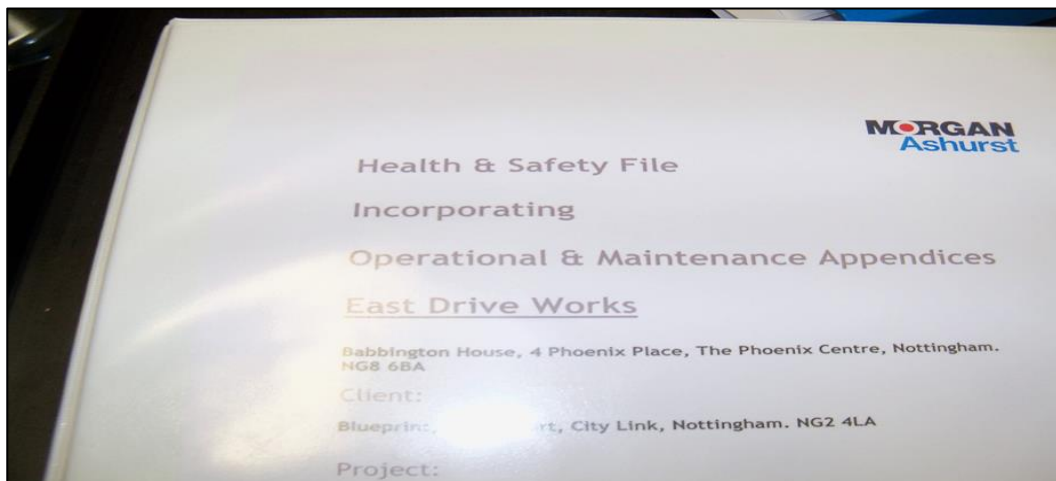 MORGAN
Ashurst
Health & Safety File
Incorporating
Operational & Maintenance Appendices
East Drive Works
Babbington House, 4 Phoenix Place, The Phoenix Centre, Nottingham.
NG8 6BA
Client:
Blueprint, City Link, Nottingham. NG2 4LA
Project: